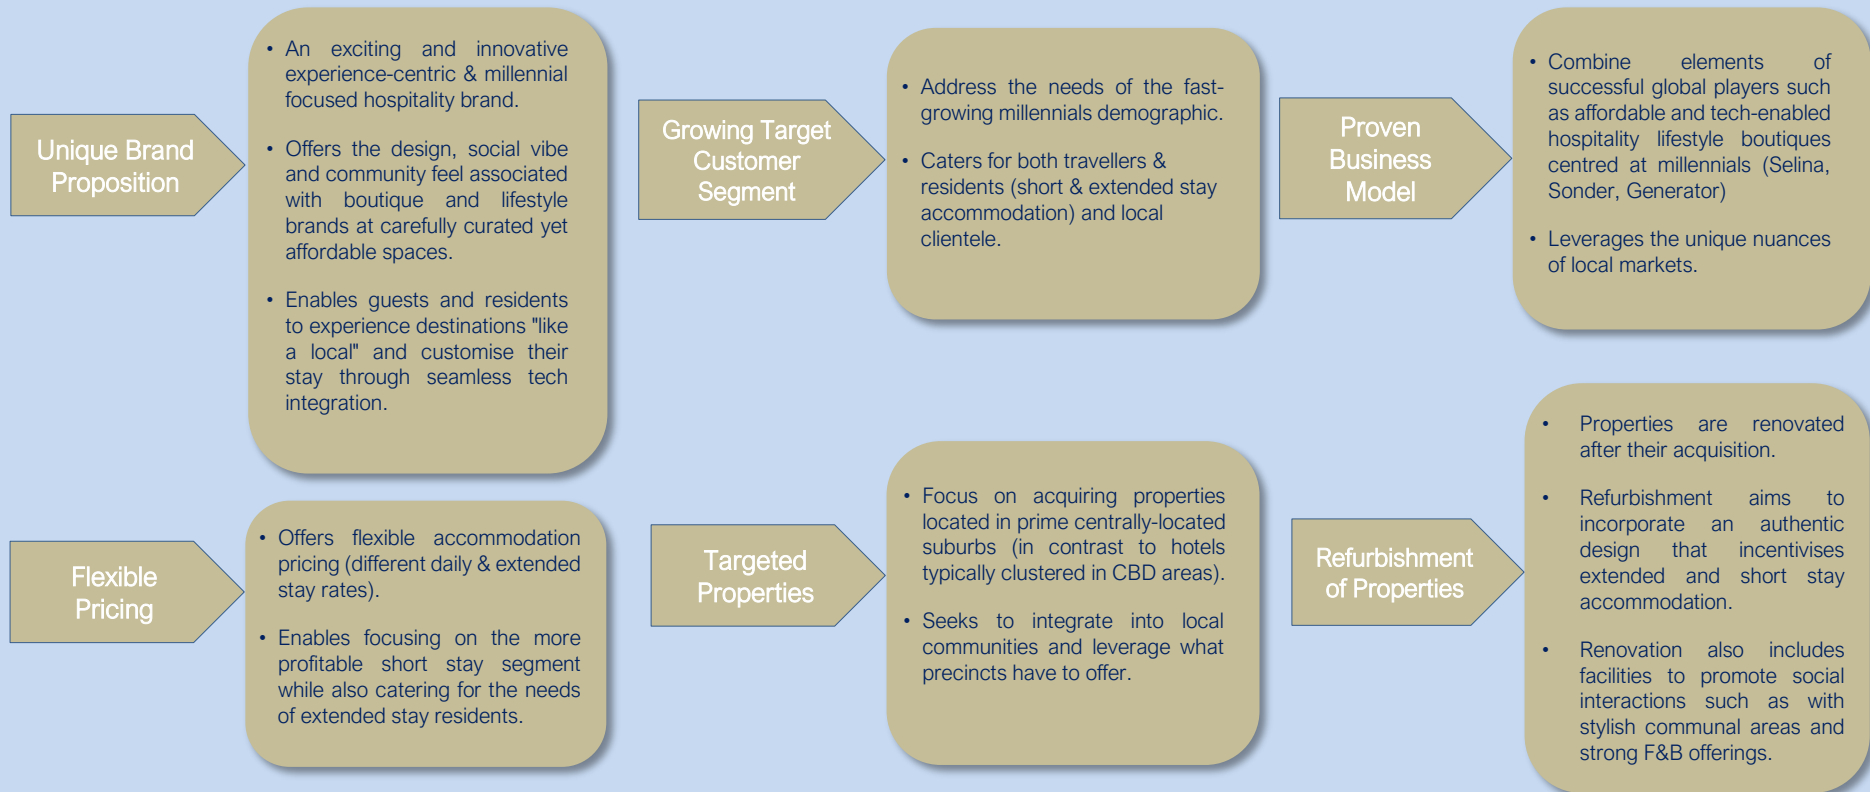 Unique Brand
Proposition
• An exciting and innovative
experience-centric & millennial
focused hospitality brand.
• Offers the design, social vibe
and community feel associated
with boutique and lifestyle
brands at carefully curated yet
affordable spaces.
• Enables guests and residents
to experience destinations "like
a local" and customise their
stay through seamless tech
integration.
Growing Target
Customer
Segment
• Address the needs of the fast-
growing millennials demographic.
• Caters for both travellers &
residents (short & extended stay
accommodation) and local
clientele.
Proven
Business
Model
• Combine elements of
successful global players such
as affordable and tech-enabled
hospitality lifestyle boutiques
centred at millennials (Selina,
Sonder, Generator)
• Leverages the unique nuances
of local markets.
Flexible
Pricing
• Offers flexible accommodation
pricing (different daily & extended
stay rates).
• Enables focusing on the more
profitable short stay segment
while also catering for the needs
of extended stay residents.
Targeted
Properties
• Focus on acquiring properties
located in prime centrally-located
suburbs (in contrast to hotels
typically clustered in CBD areas).
• Seeks to integrate into local
communities and leverage what
precincts have to offer.
Refurbishment
of Properties
• Properties are renovated
after their acquisition.
• Refurbishment aims to
incorporate an authentic
design that incentivises
extended and short stay
accommodation.
• Renovation also includes
facilities to promote social
interactions such as with
stylish communal areas and
strong F&B offerings.